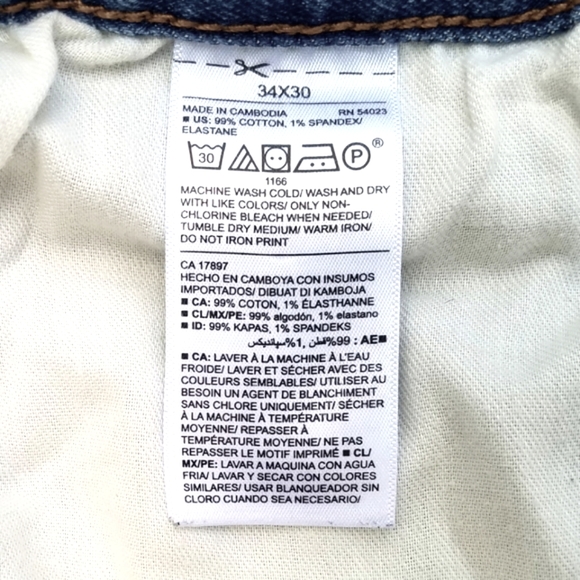 34X30
MADE IN CAMBODIA RN 54023
■ US: 99% COTTON, 1% SPANDEX/
ELASTANE
30 P ®
1166
MACHINE WASH COLD/ WASH AND DRY
WITH LIKE COLORS/ ONLY NON-
CHLORINE BLEACH WHEN NEEDED/
TUMBLE DRY MEDIUM/ WARM IRON/
DO NOT IRON PRINT
CA 17897
HECHO EN CAMBOYA CON INSUMOS
IMPORTADOS/ DIBUAT DI KAMBOJA
■ CA: 99% COTON, 1% ÉLASTHANNE
■ CL/MX/PE: 99% algodón, 1% elastano
■ ID: 99% KAPAS, 1% SPANDEKS
■AE : 99% قطن, 1% سپاندیکس
■ CA: LAVER À LA MACHINE À L'EAU
FROIDE/ LAVER ET SÉCHER AVEC DES
COULEURS SEMBLABLES/ UTILISER AU
BESOIN UN AGENT DE BLANCHIMENT
SANS CHLORE UNIQUEMENT/ SÉCHER
À LA MACHINE À TEMPÉRATURE
MOYENNE/ REPASSER À
TEMPÉRATURE MOYENNE/ NE PAS
REPASSER LE MOTIF IMPRIMÉ ■ CL/
MX/PE: LAVAR A MAQUINA CON AGUA
FRIA/ LAVAR Y SECAR CON COLORES
SIMILARES/ USAR BLANQUEADOR SIN
CLORO CUANDO SEA NECESARIO/